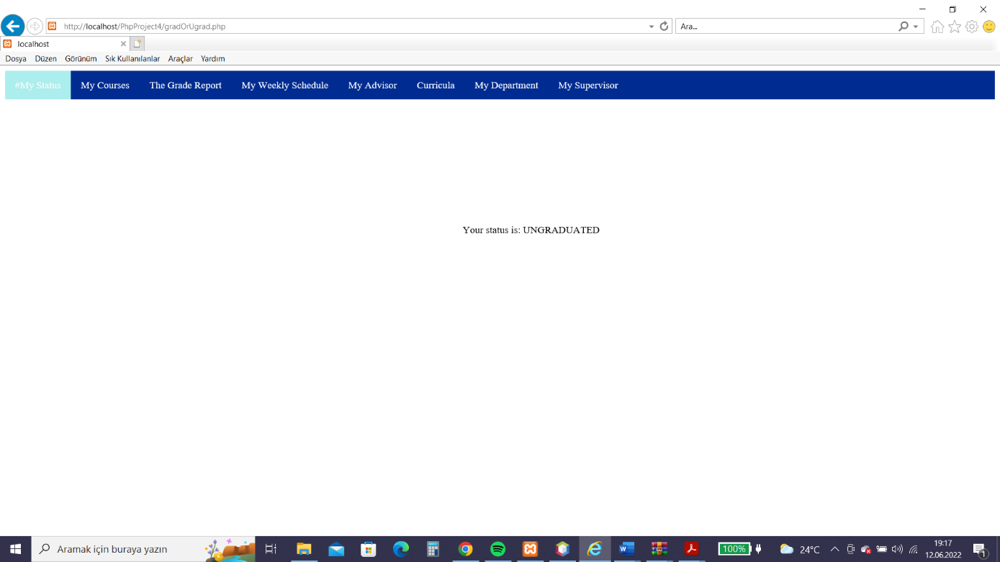 http://localhost/PhpProject4/gradOrUgrad.php
Ara...
localhost
Dosya Düzen Görünüm Sık Kullanılanlar Araçlar Yardım
#My Status My Courses The Grade Report My Weekly Schedule My Advisor Curricula My Department My Supervisor
Your status is: UNGRADUATED
Aramak için buraya yazın
100%
24°C
19:17
12.06.2022
1